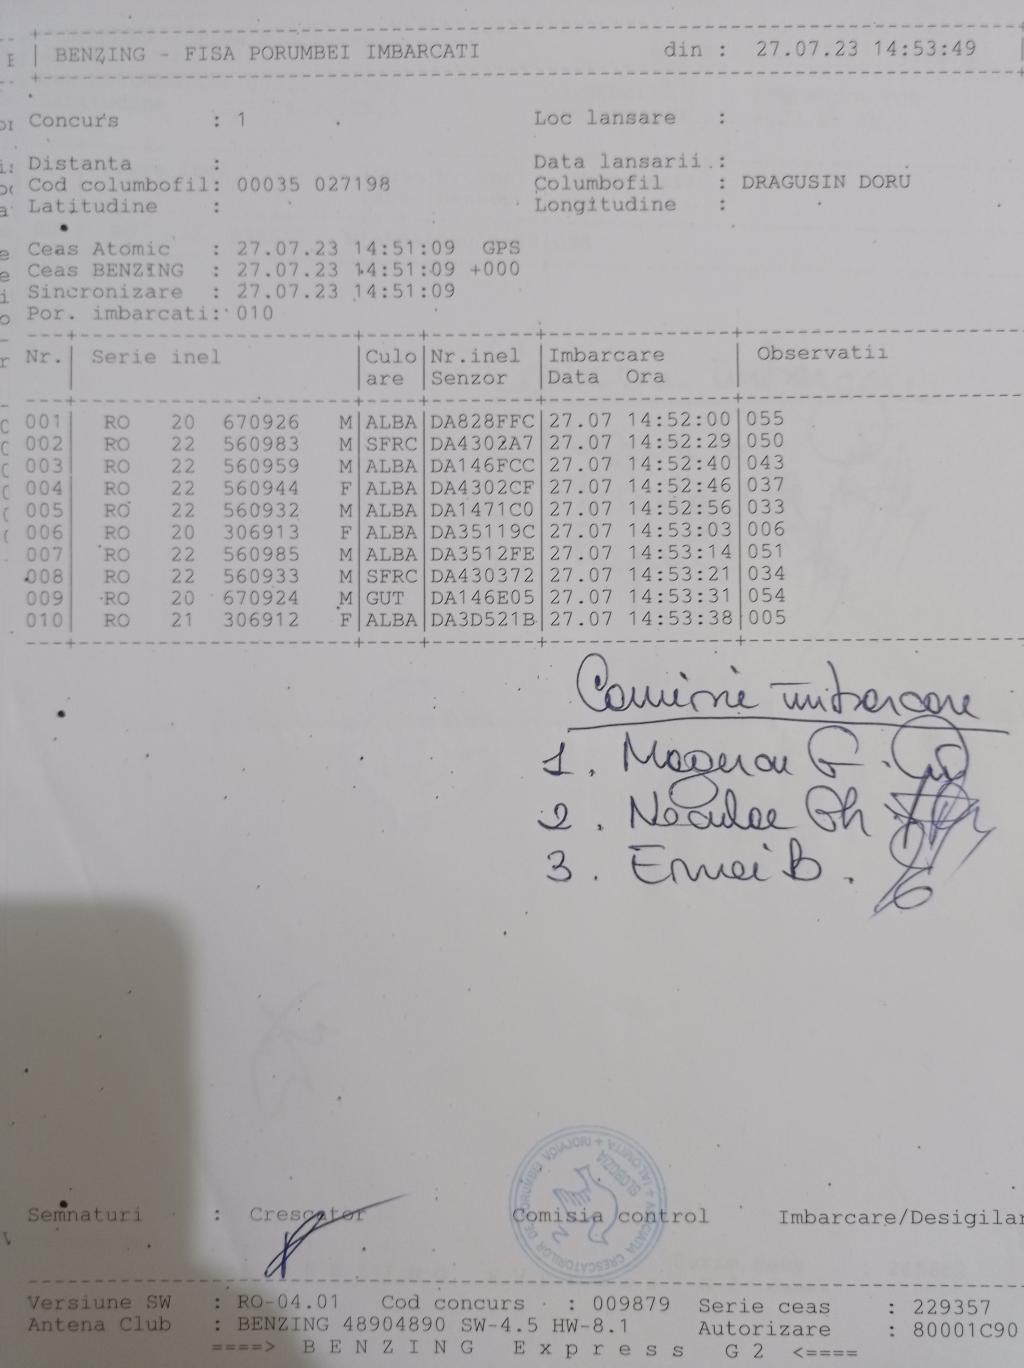 BENZING - FISA PORUMBEI IMBARCATI din : 27.07.23 14:53:49
Concurs : 1 Loc lansare :
Distanta : Data lansarii :
Cod columbofil: 00035 027198 Columbofil : DRAGUSIN DORU
Latitudine : Longitudine :
Ceas Atomic : 27.07.23 14:51:09 GPS
Ceas BENZING : 27.07.23 14:51:09 +000
Sincronizare : 27.07.23 14:51:09
Por. imbarcati: 010
Nr.| Serie inel |Culo|Nr.inel |Imbarcare | Observatii
|are |Senzor |Data Ora |
001| RO 20 670926 M|ALBA|DA828FFC|27.07 14:52:00|055
002| RO 22 560983 M|SFRC|DA4302A7|27.07 14:52:29|050
003| RO 22 560959 M|ALBA|DA146FCC|27.07 14:52:40|043
004| RO 22 560944 F|ALBA|DA4302CF|27.07 14:52:46|037
005| RO 22 560932 M|ALBA|DA1471C0|27.07 14:52:56|033
006| RO 20 306913 F|ALBA|DA35119C|27.07 14:53:03|006
007| RO 22 560985 M|ALBA|DA3512FE|27.07 14:53:14|051
008| RO 22 560933 M|SFRC|DA430372|27.07 14:53:21|034
009| RO 20 670924 M|GUT |DA146E05|27.07 14:53:31|054
010| RO 21 306912 F|ALBA|DA3D521B|27.07 14:53:38|005
Comisie imbarcare
1. G.
2. Neculae Gh
3. Ernei B.
SLOBOZIA
Semnaturi : Crescator Comisia control Imbarcare/Desigilar
Versiune SW : RO-04.01 Cod concurs : 009879 Serie ceas : 229357
Antena Club : BENZING 48904890 SW-4.5 HW-8.1 Autorizare : 80001C90
====> B E N Z I N G E x p r e s s G 2 <====